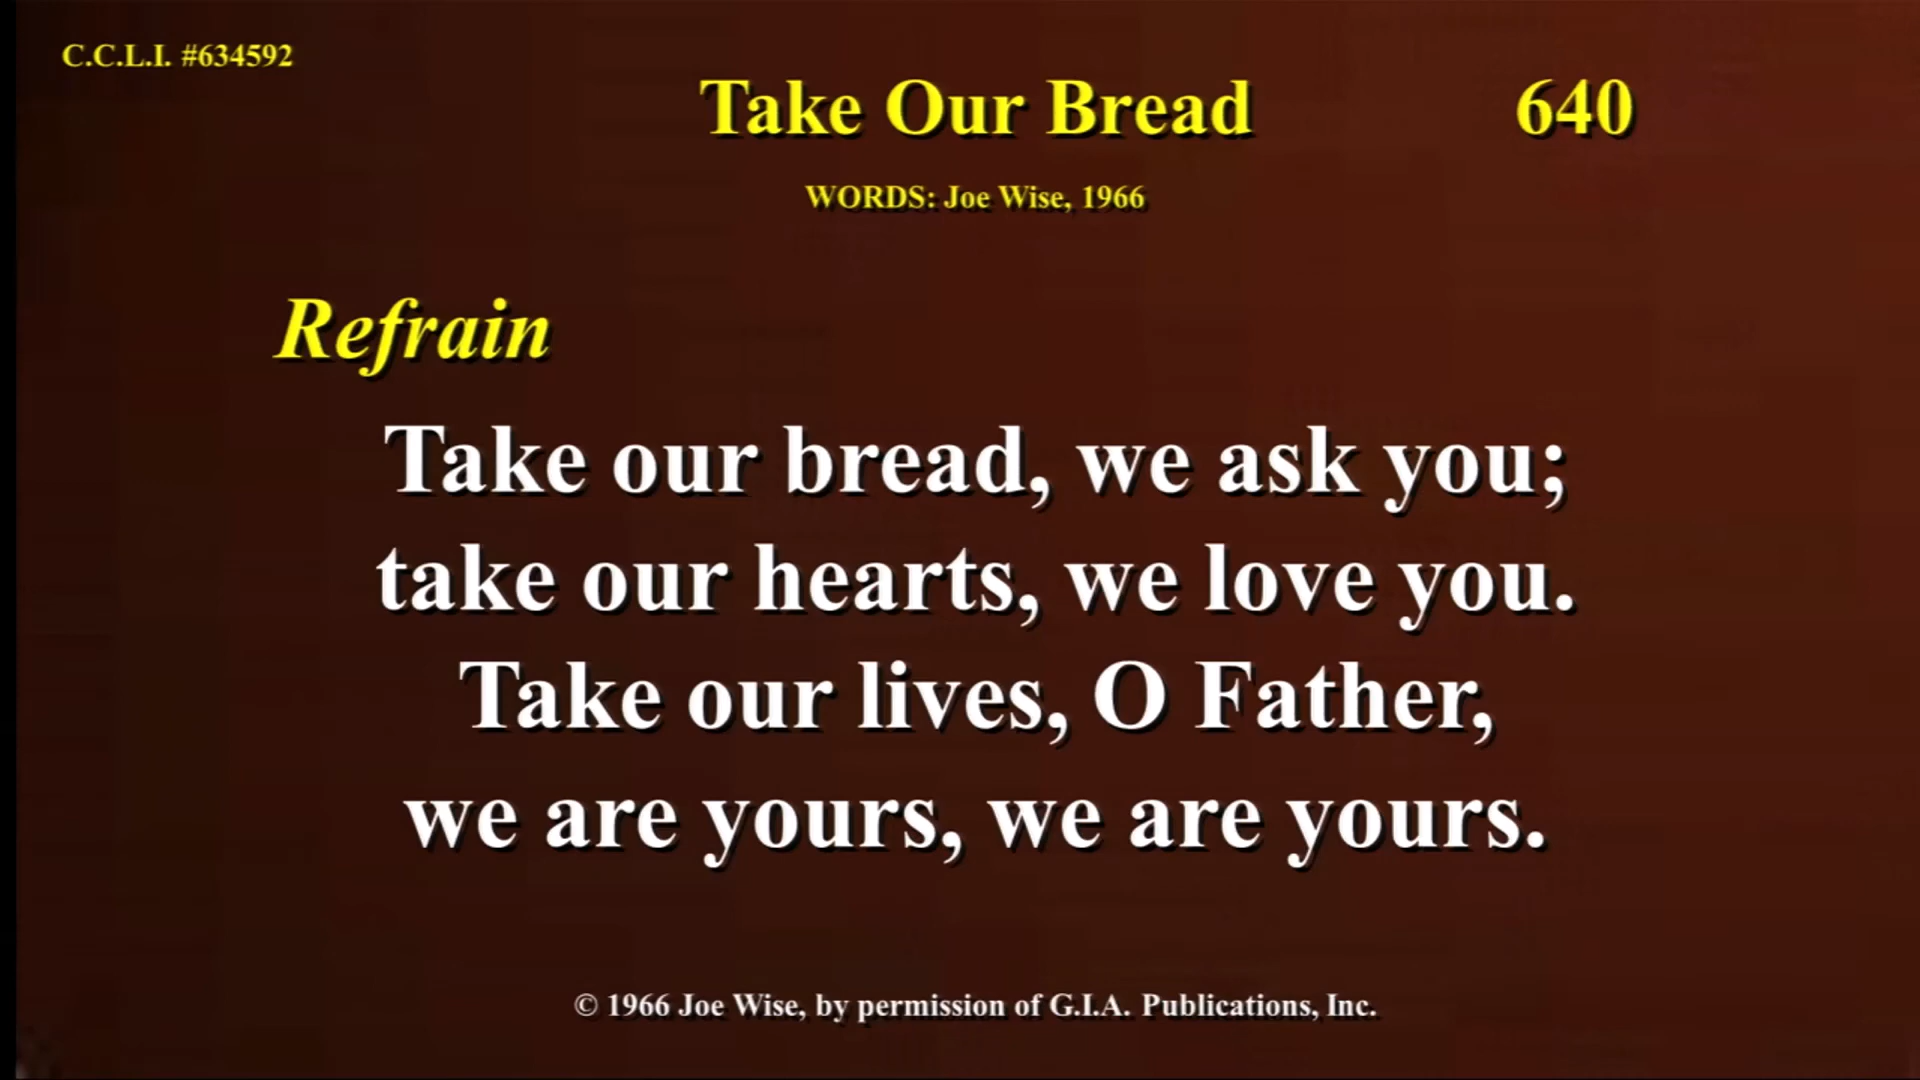 C.C.L.I. #634592
Take Our Bread 640
WORDS: Joe Wise, 1966
Refrain
Take our bread, we ask you;
take our hearts, we love you.
Take our lives, O Father,
we are yours, we are yours.
© 1966 Joe Wise, by permission of G.I.A. Publications, Inc.